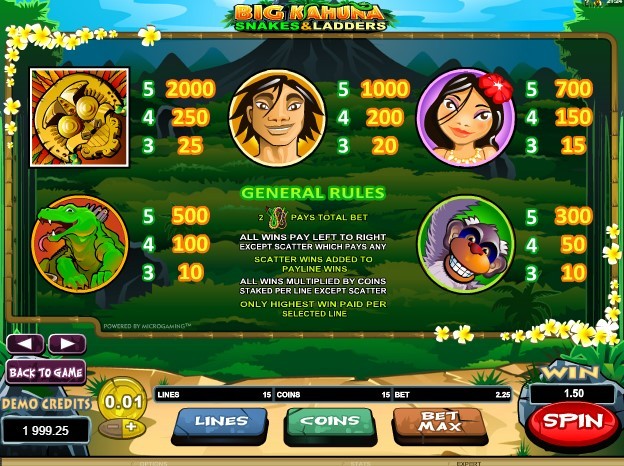 BIG KAHUNA
SNAKES & LADDERS
5 2000
4 250
3 25
5 1000
4 200
3 20
5 700
4 150
3 15
5 500
4 100
3 10
GENERAL RULES
2 PAYS TOTAL BET
ALL WINS PAY LEFT TO RIGHT
EXCEPT SCATTER WHICH PAYS ANY
SCATTER WINS ADDED TO
PAYLINE WINS
ALL WINS MULTIPLIED BY COINS
STAKED PER LINE EXCEPT SCATTER
ONLY HIGHEST WIN PAID PER
SELECTED LINE
5 300
4 50
3 10
POWERED BY MICROGAMING™
BACK TO GAME
DEMO CREDITS
0.01
- +
1 999.25
LINES 15 COINS 15 BET 2.25
LINES
COINS
BET
MAX
WIN
1.50
SPIN
OPTIONS STATS EXPERT